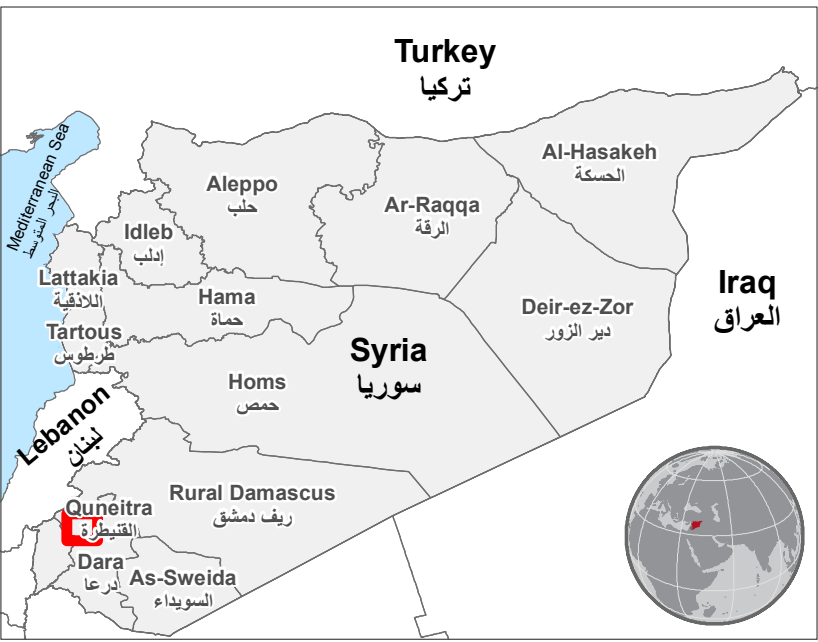 Turkey
تركيا
Mediterranean Sea
البحر المتوسط
Al-Hasakeh
الحسكة
Aleppo
حلب
Ar-Raqqa
الرقة
Idleb
إدلب
Lattakia
اللاذقية
Hama
حماة
Iraq
العراق
Deir-ez-Zor
دير الزور
Tartous
طرطوس
Syria
سوريا
Homs
حمص
Lebanon
لبنان
Rural Damascus
ريف دمشق
Quneitra
القنيطرة
Dara
درعا
As-Sweida
السويداء